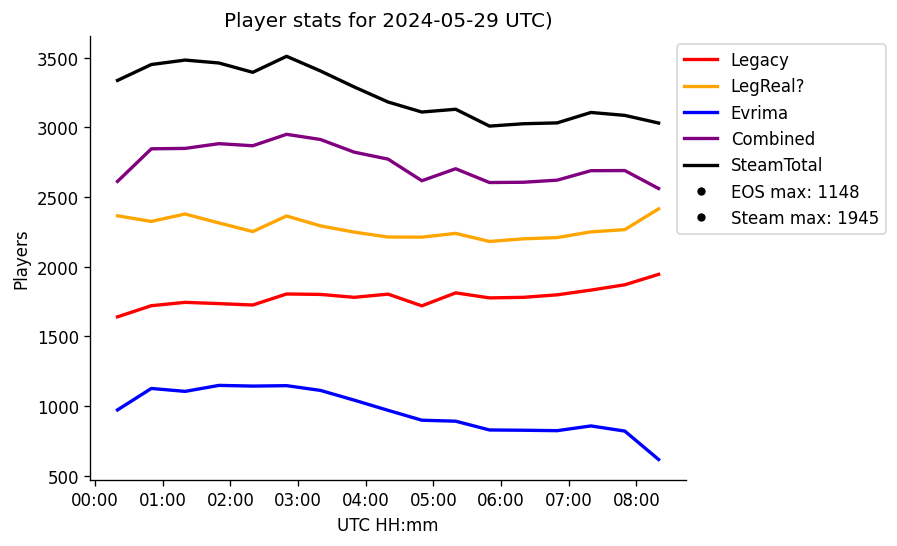 Player stats for 2024-05-29 UTC)
3500
3000
2500
2000
1500
1000
500
Players
00:00 01:00 02:00 03:00 04:00 05:00 06:00 07:00 08:00
UTC HH:mm
Legacy
LegReal?
Evrima
Combined
SteamTotal
EOS max: 1148
Steam max: 1945